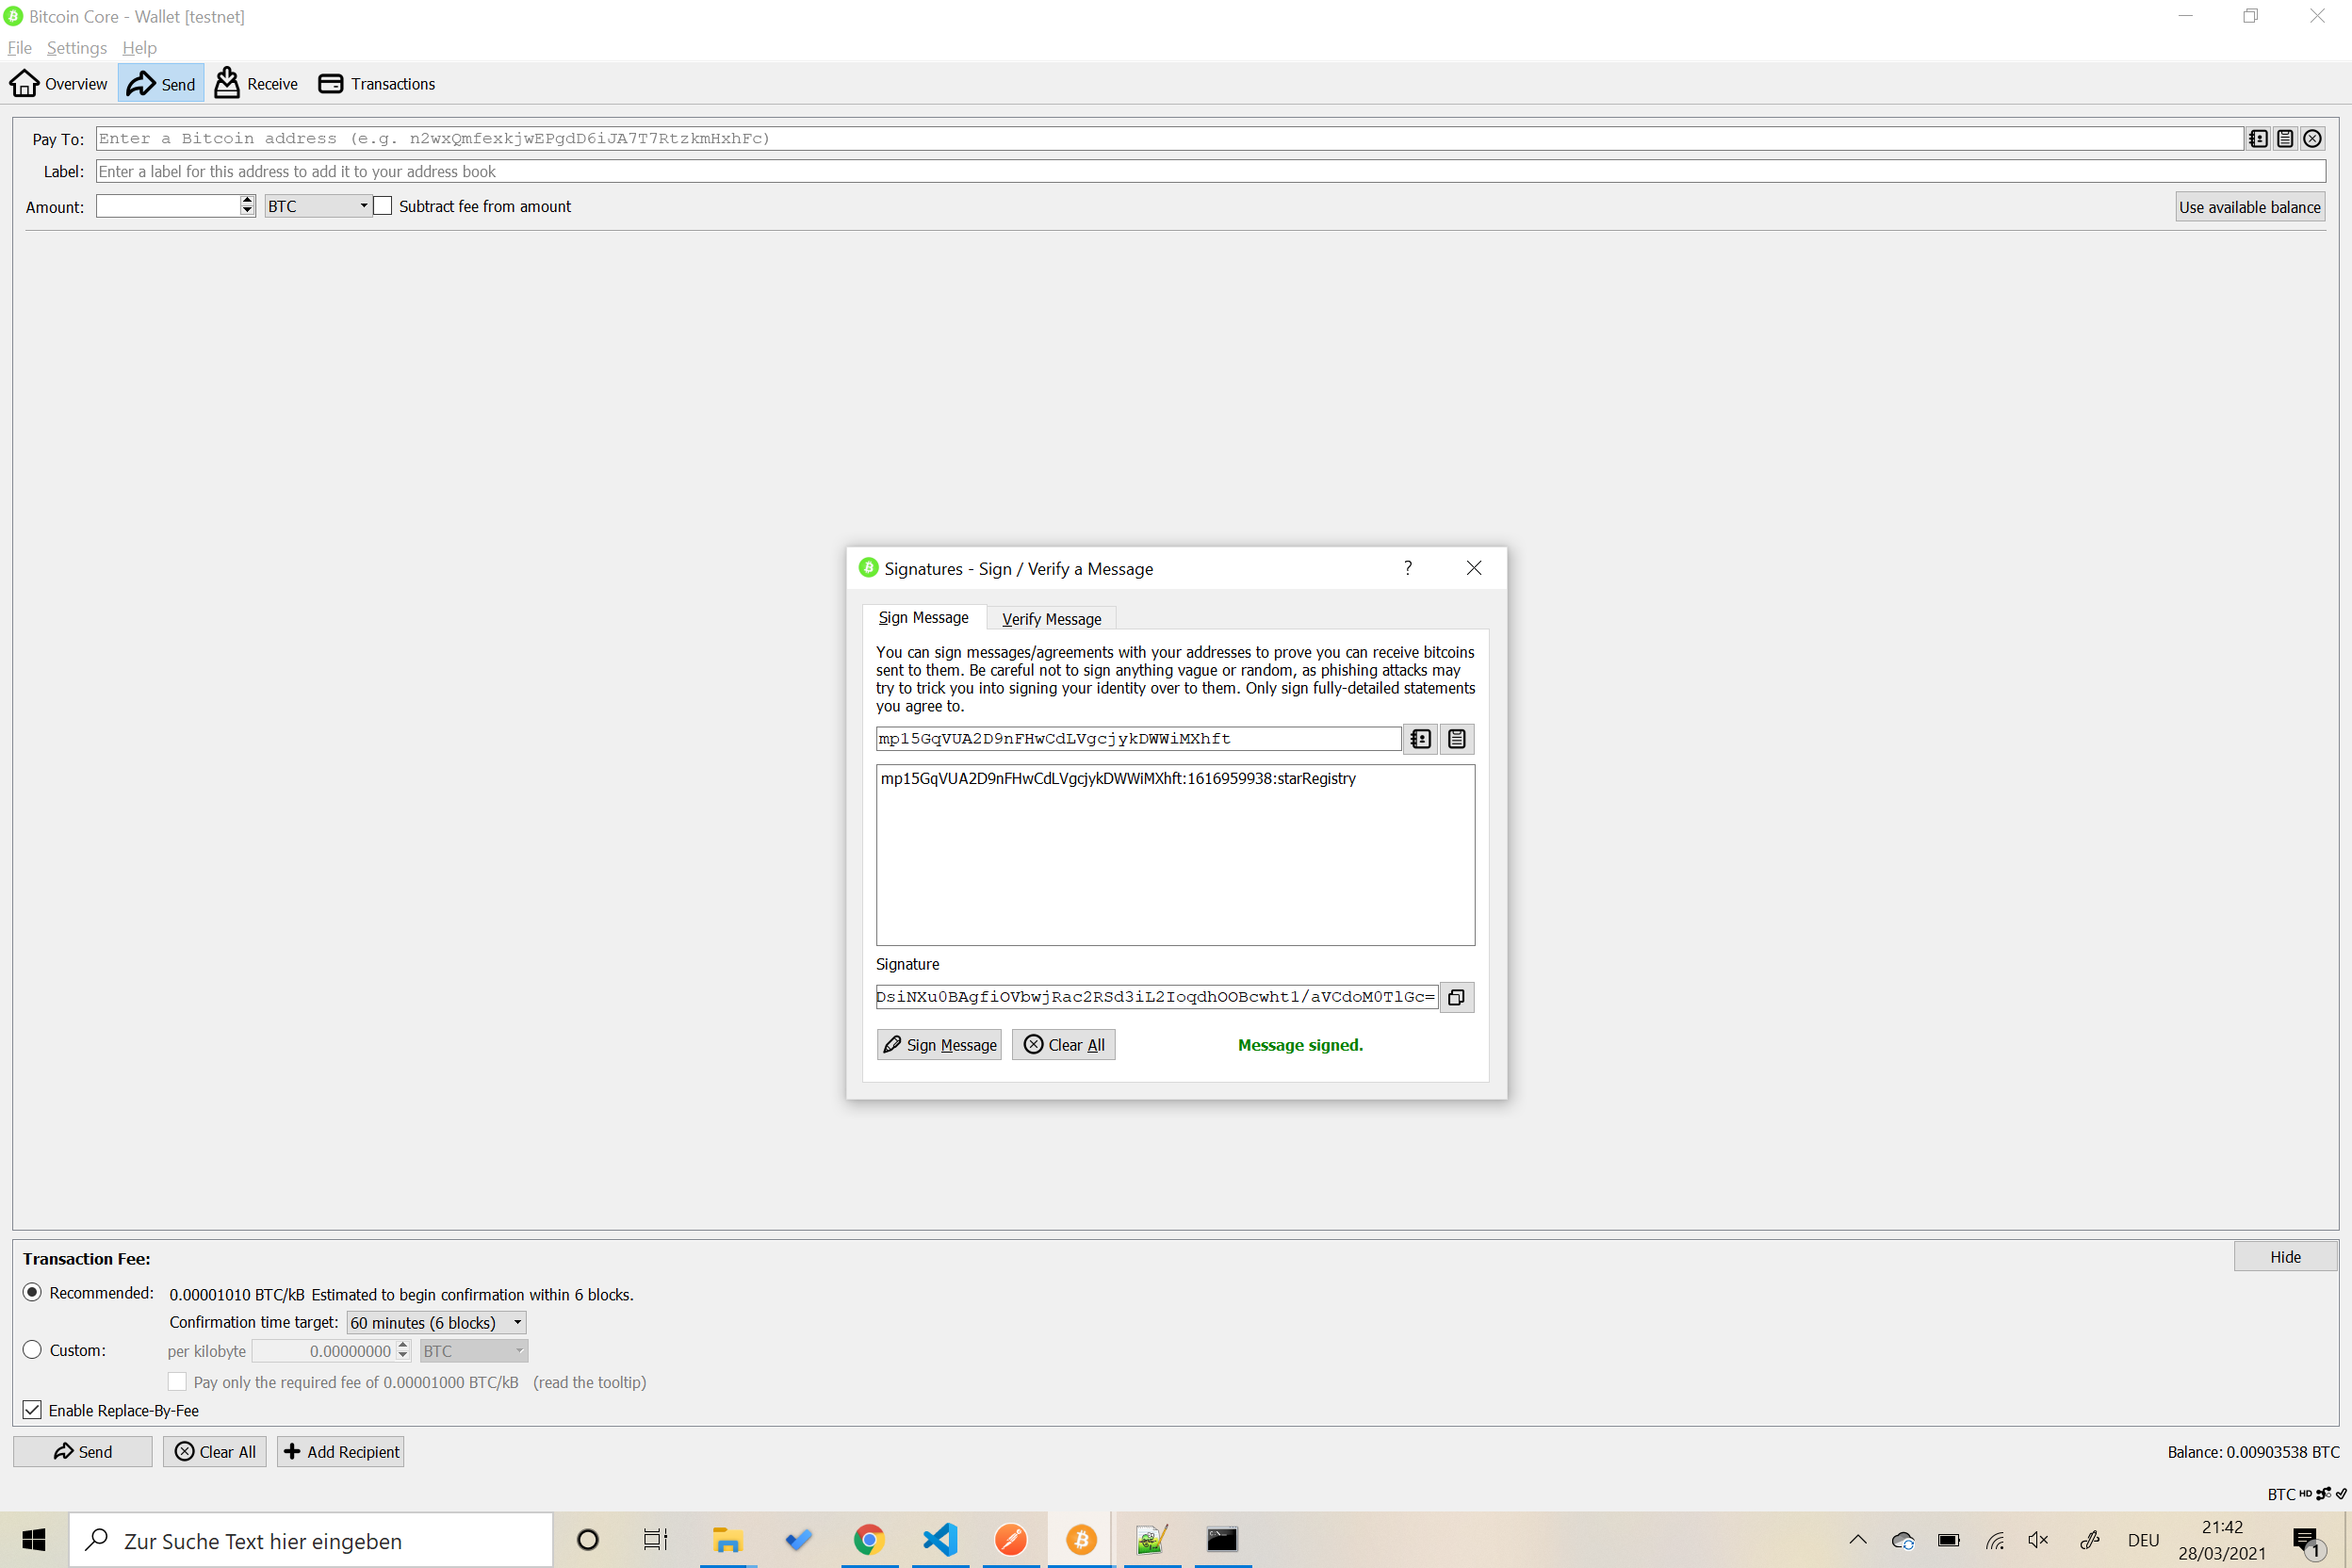 Bitcoin Core - Wallet [testnet]
File Settings Help
Overview Send Receive Transactions
Pay To: Enter a Bitcoin address (e.g. n2wxQmfexkjwEPgdD6iJA7T7RtzkmHxhFc)
Label: Enter a label for this address to add it to your address book
Amount: BTC Subtract fee from amount Use available balance
Signatures - Sign / Verify a Message ?
Sign Message Verify Message
You can sign messages/agreements with your addresses to prove you can receive bitcoins
sent to them. Be careful not to sign anything vague or random, as phishing attacks may
try to trick you into signing your identity over to them. Only sign fully-detailed statements
you agree to.
mp15GqVUA2D9nFHwCdLVgcjykDWWiMXhft
mp15GqVUA2D9nFHwCdLVgcjykDWWiMXhft:1616959938:starRegistry
Signature
DsiNXu0BAgfiOVbwjRac2RSd3iL2IoqdhOOBcwht1/aVCdoM0TlGc=
Sign Message Clear All Message signed.
Transaction Fee: Hide
Recommended: 0.00001010 BTC/kB Estimated to begin confirmation within 6 blocks.
Confirmation time target: 60 minutes (6 blocks)
Custom: per kilobyte 0.00000000 BTC
Pay only the required fee of 0.00001000 BTC/kB (read the tooltip)
Enable Replace-By-Fee
Send Clear All Add Recipient Balance: 0.00903538 BTC
BTC HD
Zur Suche Text hier eingeben DEU 21:42
28/03/2021 1